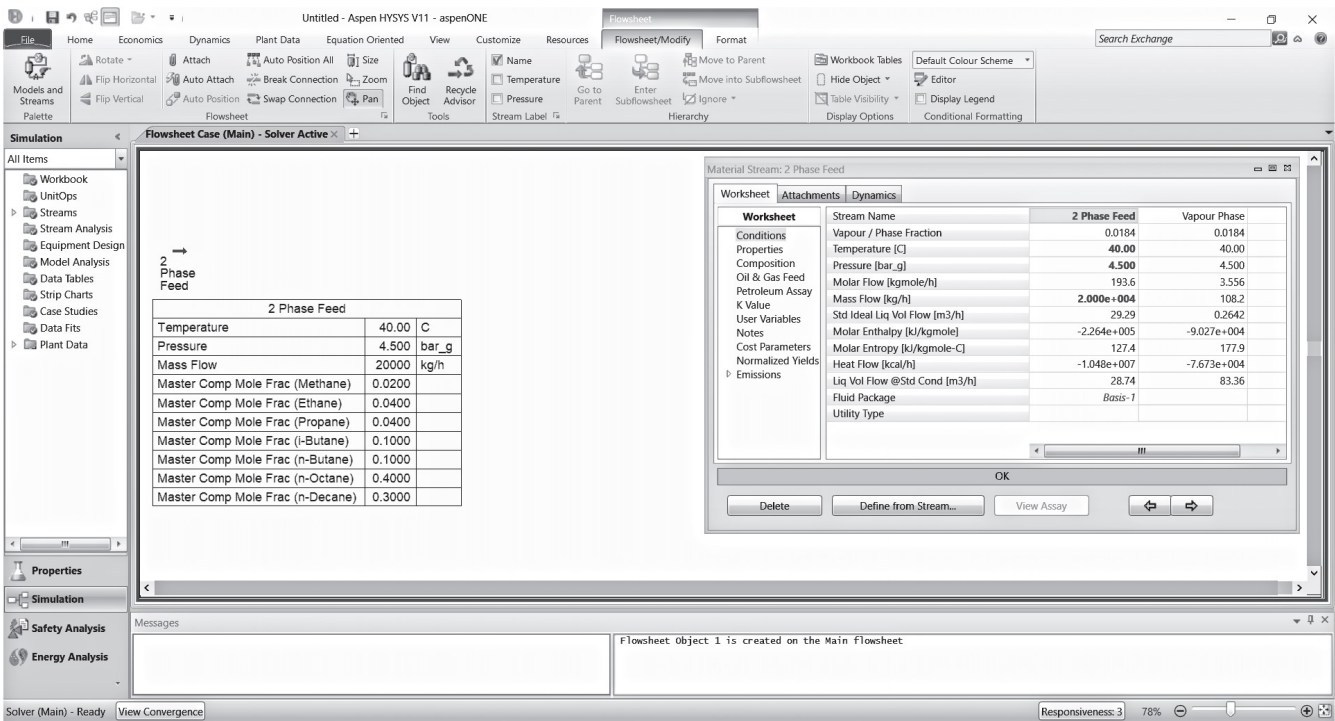 Untitled - Aspen HYSYS V11 - aspenONE
Flowsheet
File Home Economics Dynamics Plant Data Equation Oriented View Customize Resources Flowsheet/Modify Format Search Exchange
Models and Streams
Palette
Rotate
Flip Horizontal
Flip Vertical
Attach
Auto Attach
Auto Position
Auto Position All
Break Connection
Swap Connection
Size
Zoom
Pan
Flowsheet
Find Object
Recycle Advisor
Tools
Name
Temperature
Pressure
Stream Label
Go to Parent
Enter Subflowsheet
Move to Parent
Move into Subflowsheet
Ignore
Hierarchy
Workbook Tables
Hide Object
Table Visibility
Display Options
Default Colour Scheme
Editor
Display Legend
Conditional Formatting
Simulation <
All Items
Workbook
UnitOps
Streams
Stream Analysis
Equipment Design
Model Analysis
Data Tables
Strip Charts
Case Studies
Data Fits
Plant Data
Properties
Simulation
Safety Analysis
Energy Analysis
Flowsheet Case (Main) - Solver Active × +
2
Phase
Feed
2 Phase Feed
Temperature 40.00 C
Pressure 4.500 bar_g
Mass Flow 20000 kg/h
Master Comp Mole Frac (Methane) 0.0200
Master Comp Mole Frac (Ethane) 0.0400
Master Comp Mole Frac (Propane) 0.0400
Master Comp Mole Frac (i-Butane) 0.1000
Master Comp Mole Frac (n-Butane) 0.1000
Master Comp Mole Frac (n-Octane) 0.4000
Master Comp Mole Frac (n-Decane) 0.3000
Material Stream: 2 Phase Feed
Worksheet Attachments Dynamics
Worksheet
Conditions
Properties
Composition
Oil & Gas Feed
Petroleum Assay
K Value
User Variables
Notes
Cost Parameters
Normalized Yields
Emissions
Stream Name 2 Phase Feed Vapour Phase
Vapour / Phase Fraction 0.0184 0.0184
Temperature [C] 40.00 40.00
Pressure [bar_g] 4.500 4.500
Molar Flow [kgmole/h] 193.6 3.556
Mass Flow [kg/h] 2.000e+004 108.2
Std Ideal Liq Vol Flow [m3/h] 29.29 0.2642
Molar Enthalpy [kJ/kgmole] -2.264e+005 -9.027e+004
Molar Entropy [kJ/kgmole-C] 127.4 177.9
Heat Flow [kcal/h] -1.048e+007 -7.673e+004
Liq Vol Flow @Std Cond [m3/h] 28.74 83.36
Fluid Package Basis-1
Utility Type
OK
Delete Define from Stream... View Assay
Messages
Flowsheet Object 1 is created on the Main flowsheet
Solver (Main) - Ready View Convergence Responsiveness: 3 78%